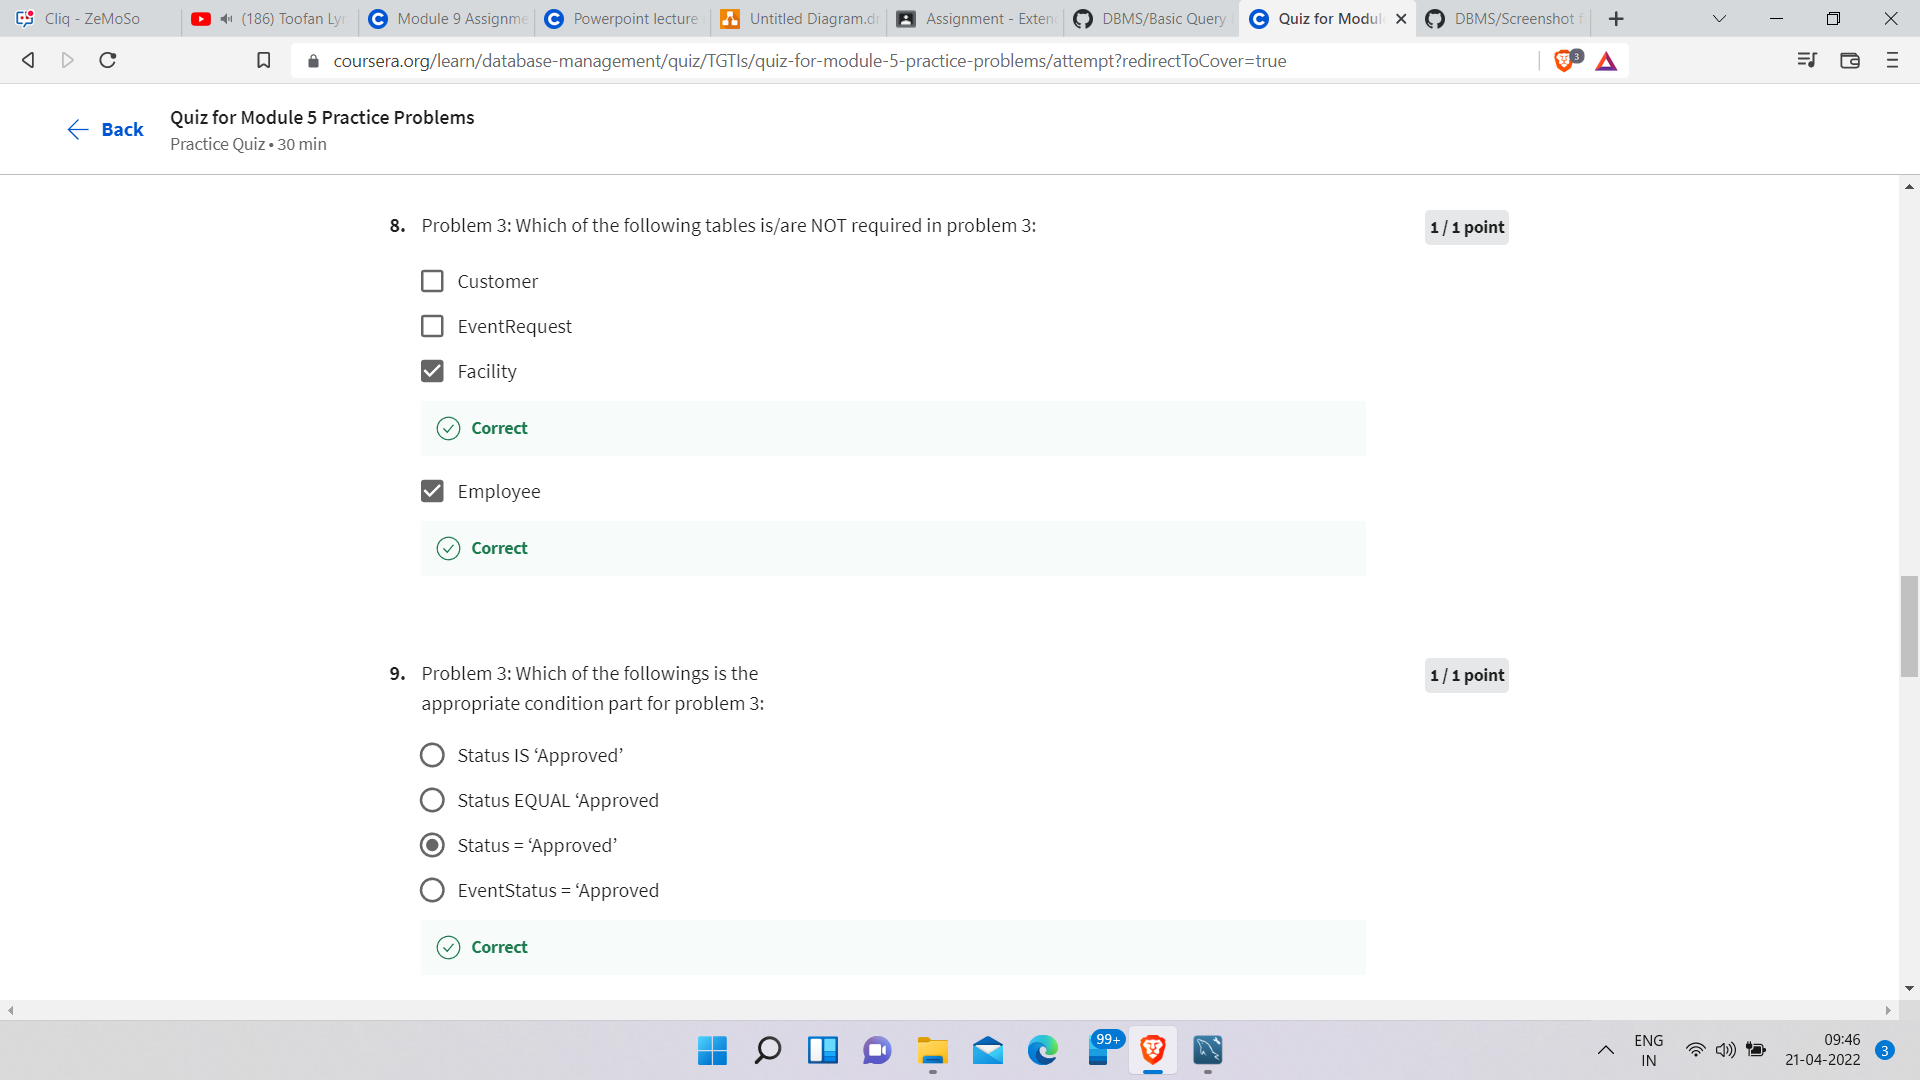 Cliq - ZeMoSo
(186) Toofan Lyr
Module 9 Assignme
Powerpoint lecture
Untitled Diagram.dr
Assignment - Exten
DBMS/Basic Query
Quiz for Modul
DBMS/Screenshot f
coursera.org/learn/database-management/quiz/TGTIs/quiz-for-module-5-practice-problems/attempt?redirectToCover=true
3
Back
Quiz for Module 5 Practice Problems
Practice Quiz • 30 min
8. Problem 3: Which of the following tables is/are NOT required in problem 3:
1 / 1 point
Customer
EventRequest
Facility
Correct
Employee
Correct
9. Problem 3: Which of the followings is the
appropriate condition part for problem 3:
1 / 1 point
Status IS ‘Approved’
Status EQUAL ‘Approved
Status = ‘Approved’
EventStatus = ‘Approved
Correct
99+
ENG
IN
09:46
21-04-2022
3